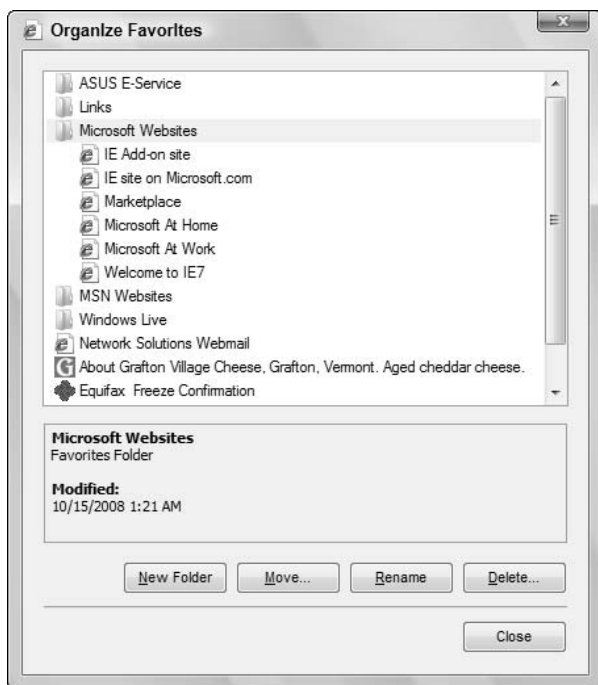 Organize Favorites
ASUS E-Service
Links
Microsoft Websites
IE Add-on site
IE site on Microsoft.com
Marketplace
Microsoft At Home
Microsoft At Work
Welcome to IE7
MSN Websites
Windows Live
Network Solutions Webmail
G About Grafton Village Cheese, Grafton, Vermont. Aged cheddar cheese.
Equifax Freeze Confirmation
Microsoft Websites
Favorites Folder
Modified:
10/15/2008 1:21 AM
New Folder Move... Rename Delete...
Close